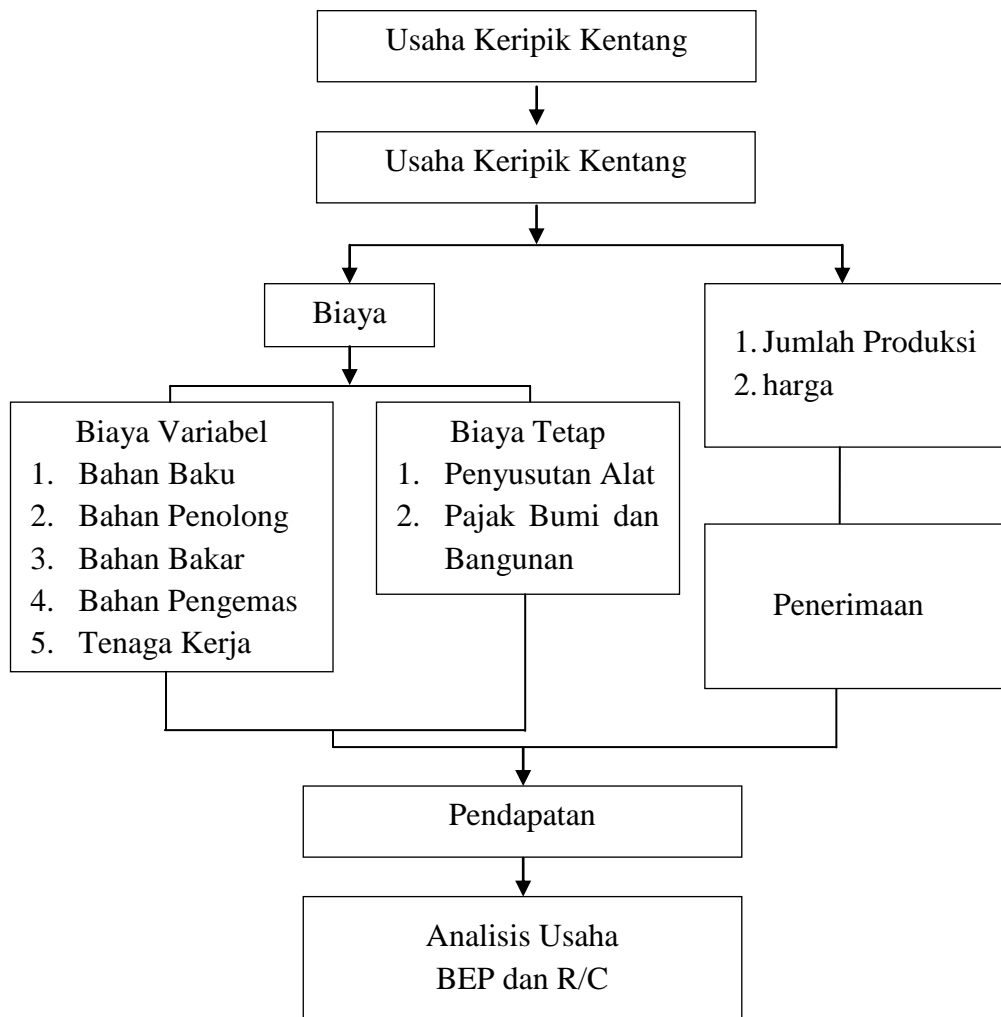 Usaha Keripik Kentang
Usaha Keripik Kentang
Biaya
1. Jumlah Produksi
2. harga
Biaya Variabel
1. Bahan Baku
2. Bahan Penolong
3. Bahan Bakar
4. Bahan Pengemas
5. Tenaga Kerja
Biaya Tetap
1. Penyusutan Alat
2. Pajak Bumi dan
Bangunan
Penerimaan
Pendapatan
Analisis Usaha
BEP dan R/C